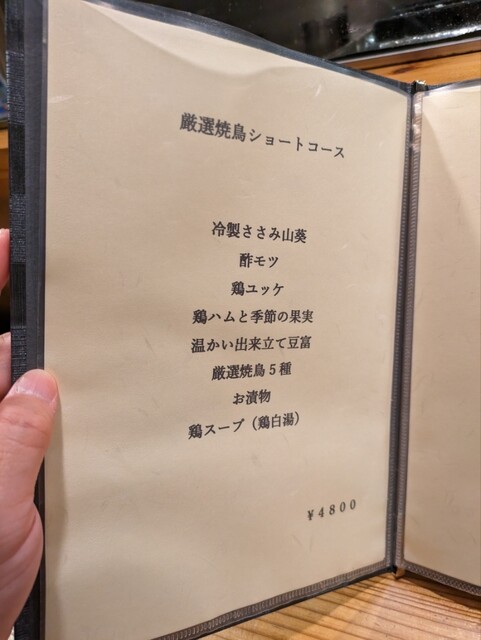 厳選焼鳥ショートコース
冷製ささみ山葵
酢モツ
鶏ユッケ
鶏ハムと季節の果実
温かい出来立て豆富
厳選焼鳥5種
お漬物
鶏スープ（鶏白湯）
¥4800